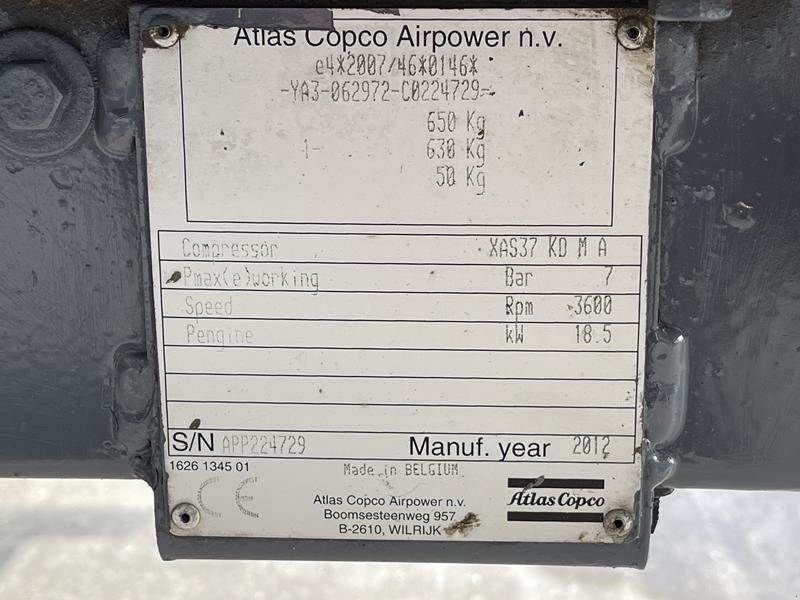 Atlas Copco Airpower n.v.
e4*2007/46*0146*
-YA3-062972-C0224729-
650 Kg
1- 630 Kg
50 Kg
Compressor XAS37 KD M A
Pmax(e)working Bar 7
Speed Rpm 3600
Pengine kW 18.5
S/N APP224729 Manuf. year 2012
1626 1345 01
Made in BELGIUM
CE
Atlas Copco Airpower n.v.
Boomsesteenweg 957
B-2610, WILRIJK
Atlas Copco